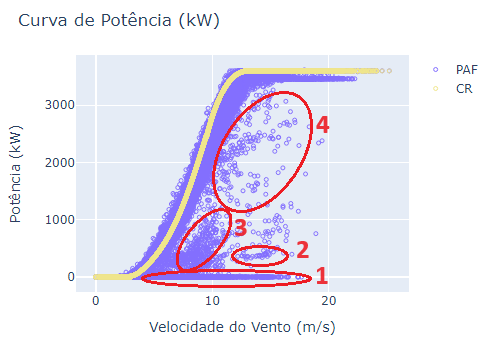 Curva de Potência (kW)
PAF
CR
Potência (kW)
3000
2000
1000
0
4
3
2
1
0
10
20
Velocidade do Vento (m/s)